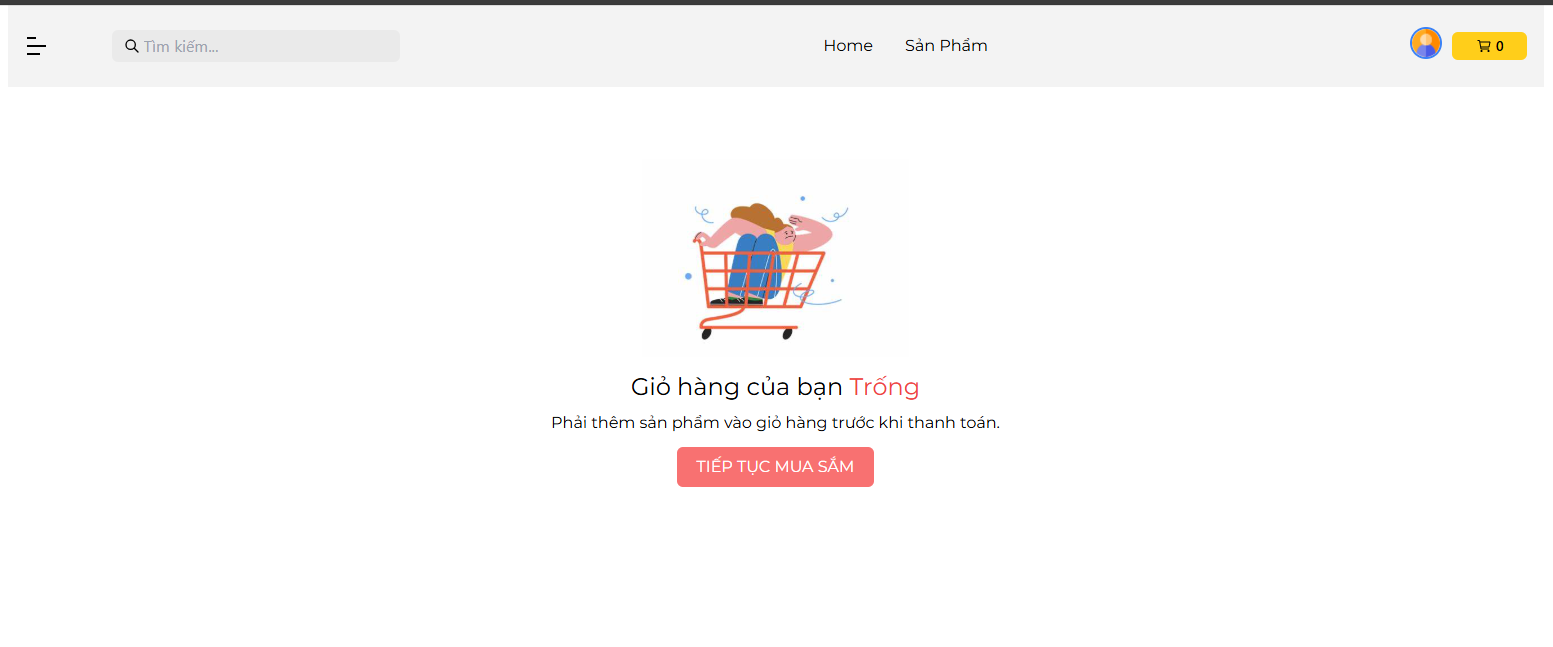 Tìm kiếm...
Home
Sản Phẩm
0
Giỏ hàng của bạn Trống
Phải thêm sản phẩm vào giỏ hàng trước khi thanh toán.
TIẾP TỤC MUA SẮM